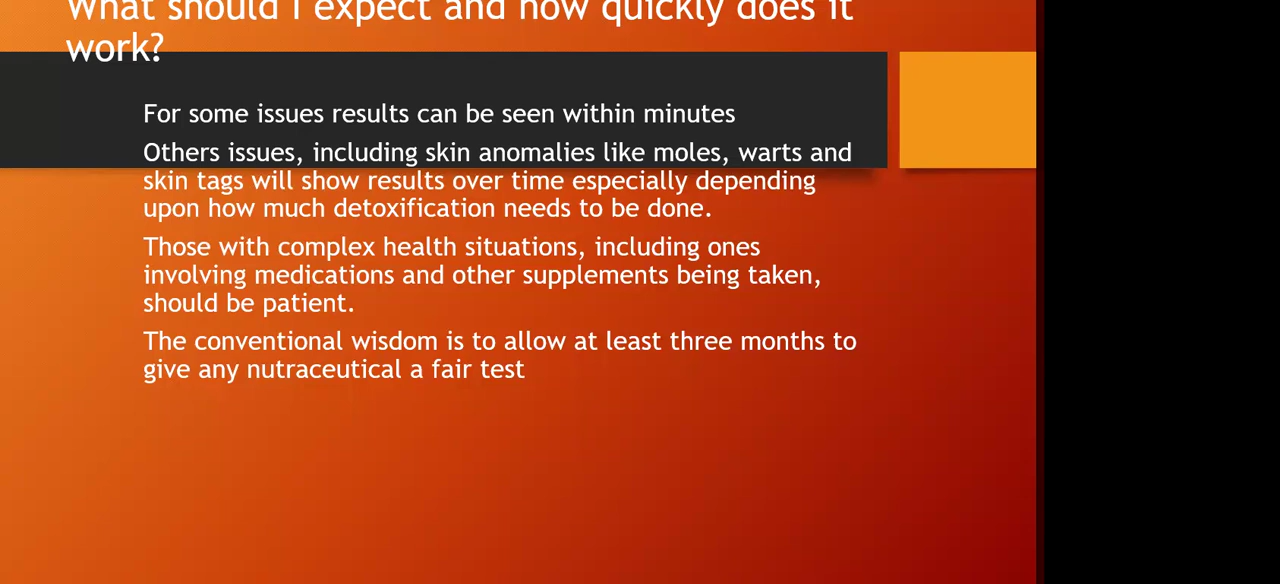 What should I expect and how quickly does it
work?
For some issues results can be seen within minutes
Others issues, including skin anomalies like moles, warts and
skin tags will show results over time especially depending
upon how much detoxification needs to be done.
Those with complex health situations, including ones
involving medications and other supplements being taken,
should be patient.
The conventional wisdom is to allow at least three months to
give any nutraceutical a fair test